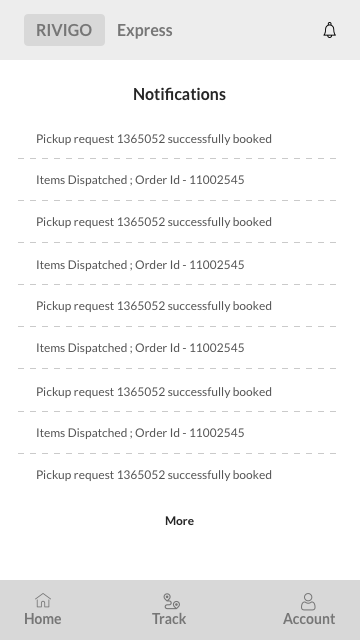 RIVIGO Express
Notifications
Pickup request 1365052 successfully booked
Items Dispatched ; Order Id - 11002545
Pickup request 1365052 successfully booked
Items Dispatched ; Order Id - 11002545
Pickup request 1365052 successfully booked
Items Dispatched ; Order Id - 11002545
Pickup request 1365052 successfully booked
Items Dispatched ; Order Id - 11002545
Pickup request 1365052 successfully booked
More
Home Track Account